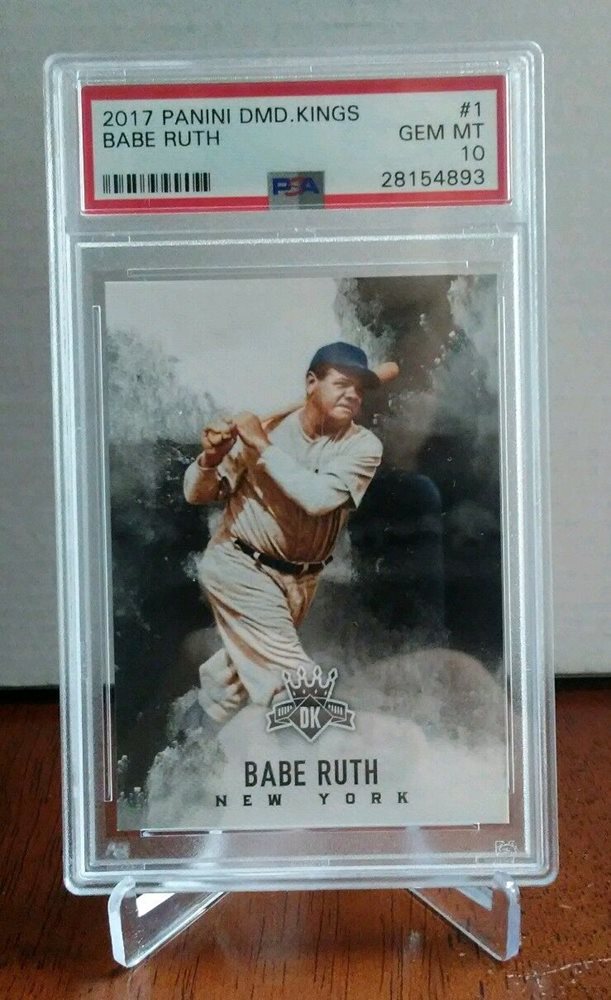 2017 PANINI DMD.KINGS #1
BABE RUTH GEM MT
10
PSA 28154893
DK
BABE RUTH
NEW YORK